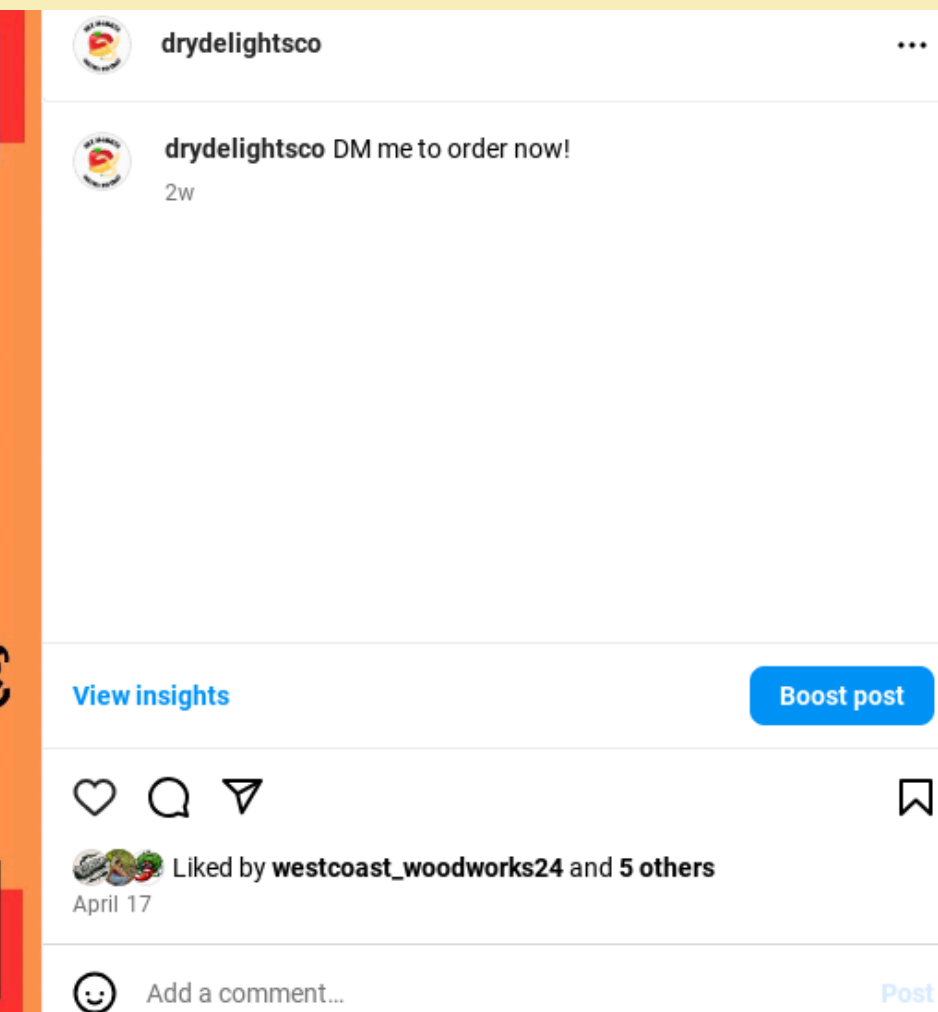 drydelightsco
drydelightsco DM me to order now!
2w
View insights
Boost post
Liked by westcoast_woodworks24 and 5 others
April 17
Add a comment...
Post